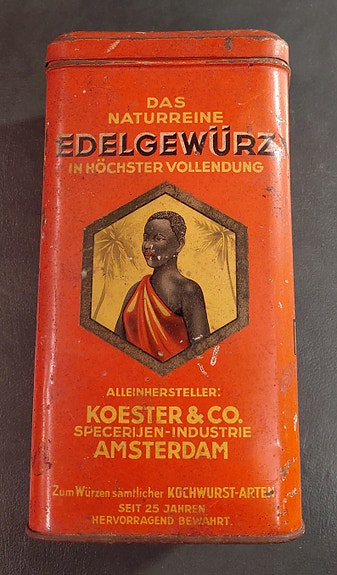 DAS
NATURREINE
EDELGEWÜRZ
IN HÖCHSTER VOLLENDUNG
ALLEINHERSTELLER:
KOESTER & CO.
SPECERIJEN-INDUSTRIE
AMSTERDAM
Zum Würzen sämtlicher KOCHWURST-ARTEN
SEIT 25 JAHREN
HERVORRAGEND BEWÄHRT.